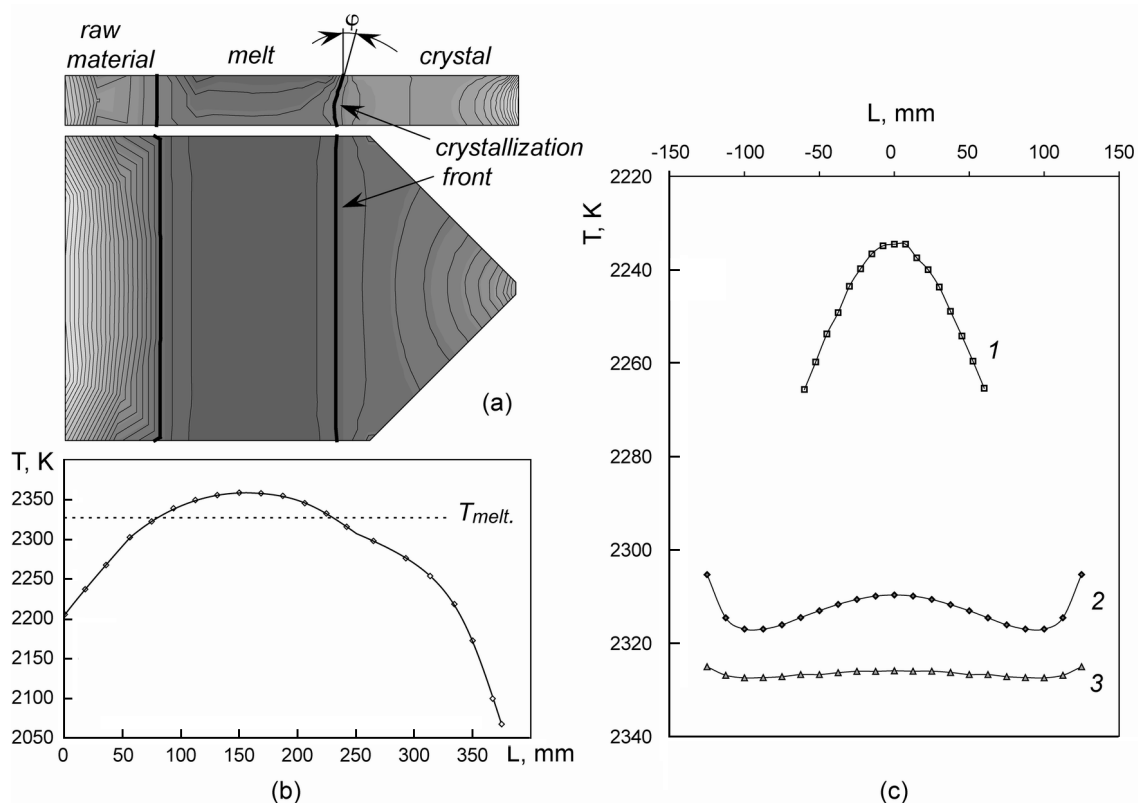 raw
material
melt
φ
crystal
crystallization
front
(a)
T, K
2350
2300
2250
2200
2150
2100
2050
T melt.
0 50 100 150 200 250 300 350 L, mm
(b)
L, mm
-150 -100 -50 0 50 100 150
T, K
2220
2240
2260
2280
2300
2320
2340
1
2
3
(c)